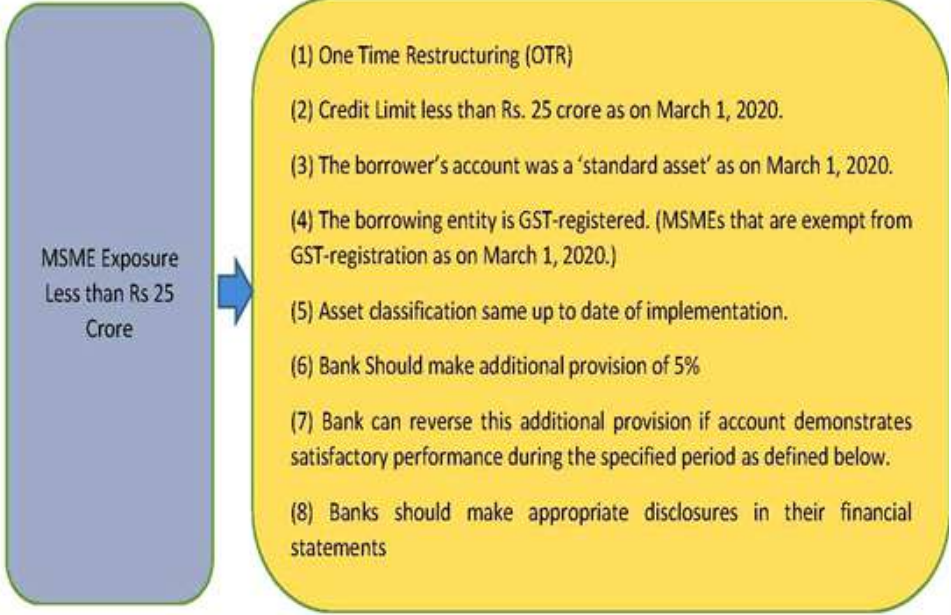 MSME Exposure
Less than Rs 25
Crore
(1) One Time Restructuring (OTR)
(2) Credit Limit less than Rs. 25 crore as on March 1, 2020.
(3) The borrower's account was a 'standard asset' as on March 1, 2020.
(4) The borrowing entity is GST-registered. (MSMEs that are exempt from
GST-registration as on March 1, 2020.)
(5) Asset classification same up to date of implementation.
(6) Bank Should make additional provision of 5%
(7) Bank can reverse this additional provision if account demonstrates
satisfactory performance during the specified period as defined below.
(8) Banks should make appropriate disclosures in their financial
statements